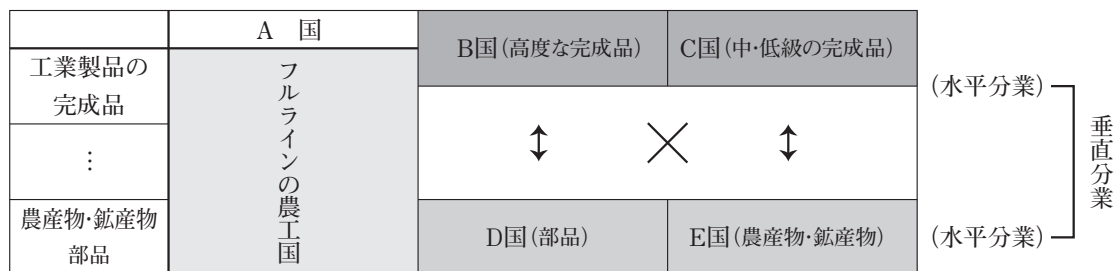 A 国
B国(高度な完成品)
C国(中・低級の完成品)
工業製品の
完成品
(水平分業)
フルラインの農工国
⋮
垂直分業
農産物・鉱産物
部品
D国(部品)
E国(農産物・鉱産物)
(水平分業)